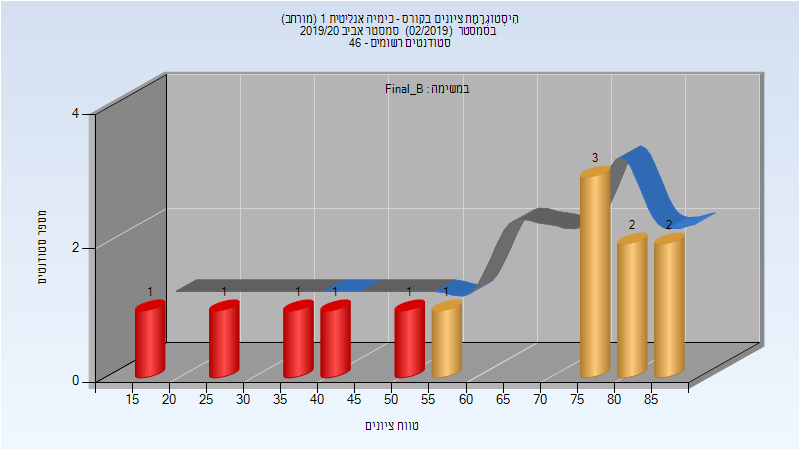 היסטוגרמת ציונים בקורס - כימיה אנליטית 1 (מורחב)
בסמסטר (02/2019) סמסטר אביב 2019/20
סטודנטים רשומים - 46
במשימה : Final_B
מספר סטודנטים
4
2
0
1
1
1
1
1
1
3
2
2
15 20 25 30 35 40 45 50 55 60 65 70 75 80 85
טווח ציונים